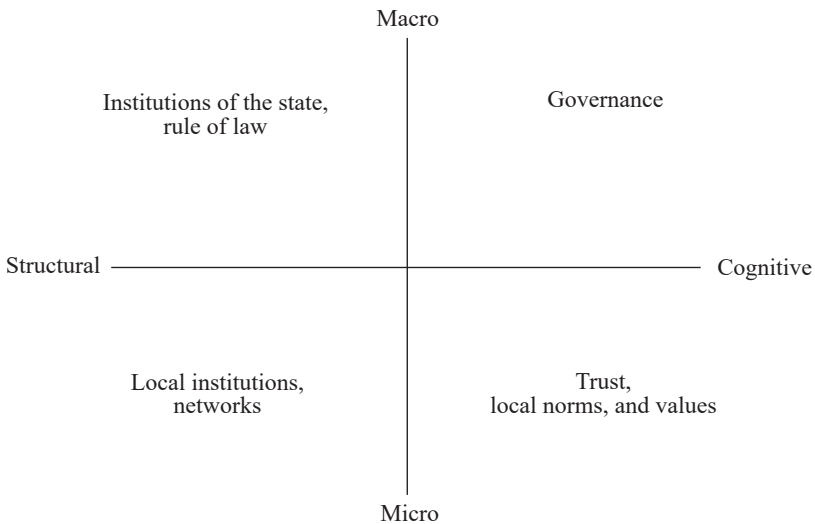 Macro
Institutions of the state,
rule of law
Governance
Structural
Cognitive
Local institutions,
networks
Trust,
local norms, and values
Micro